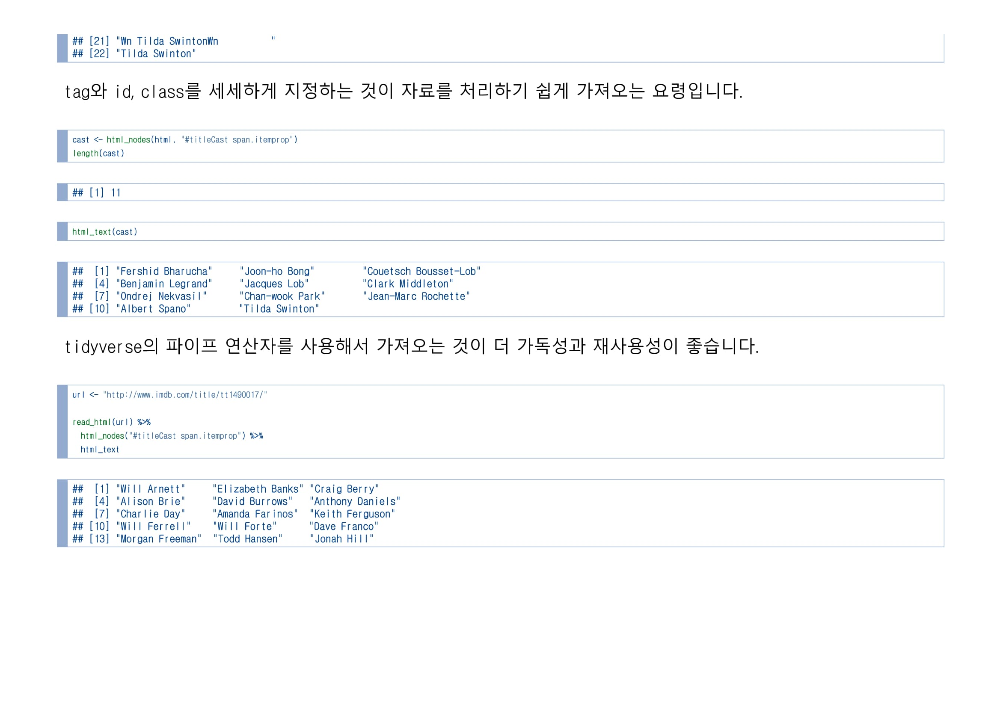 ## [21] "₩n Tilda Swinton₩n          "
## [22] "Tilda Swinton"
tag와 id, class를 세세하게 지정하는 것이 자료를 처리하기 쉽게 가져오는 요령입니다.
cast <- html_nodes(html, "#titleCast span.itemprop")
length(cast)
## [1] 11
html_text(cast)
##  [1] "Fershid Bharucha"     "Joon-ho Bong"         "Couetsch Bousset-Lob"
##  [4] "Benjamin Legrand"     "Jacques Lob"          "Clark Middleton"
##  [7] "Ondrej Nekvasil"      "Chan-wook Park"       "Jean-Marc Rochette"
## [10] "Albert Spano"         "Tilda Swinton"
tidyverse의 파이프 연산자를 사용해서 가져오는 것이 더 가독성과 재사용성이 좋습니다.
url <- "http://www.imdb.com/title/tt1490017/"
read_html(url) %>%
  html_nodes("#titleCast span.itemprop") %>%
  html_text
##  [1] "Will Arnett"     "Elizabeth Banks" "Craig Berry"
##  [4] "Alison Brie"     "David Burrows"   "Anthony Daniels"
##  [7] "Charlie Day"     "Amanda Farinos"  "Keith Ferguson"
## [10] "Will Ferrell"    "Will Forte"      "Dave Franco"
## [13] "Morgan Freeman"  "Todd Hansen"     "Jonah Hill"